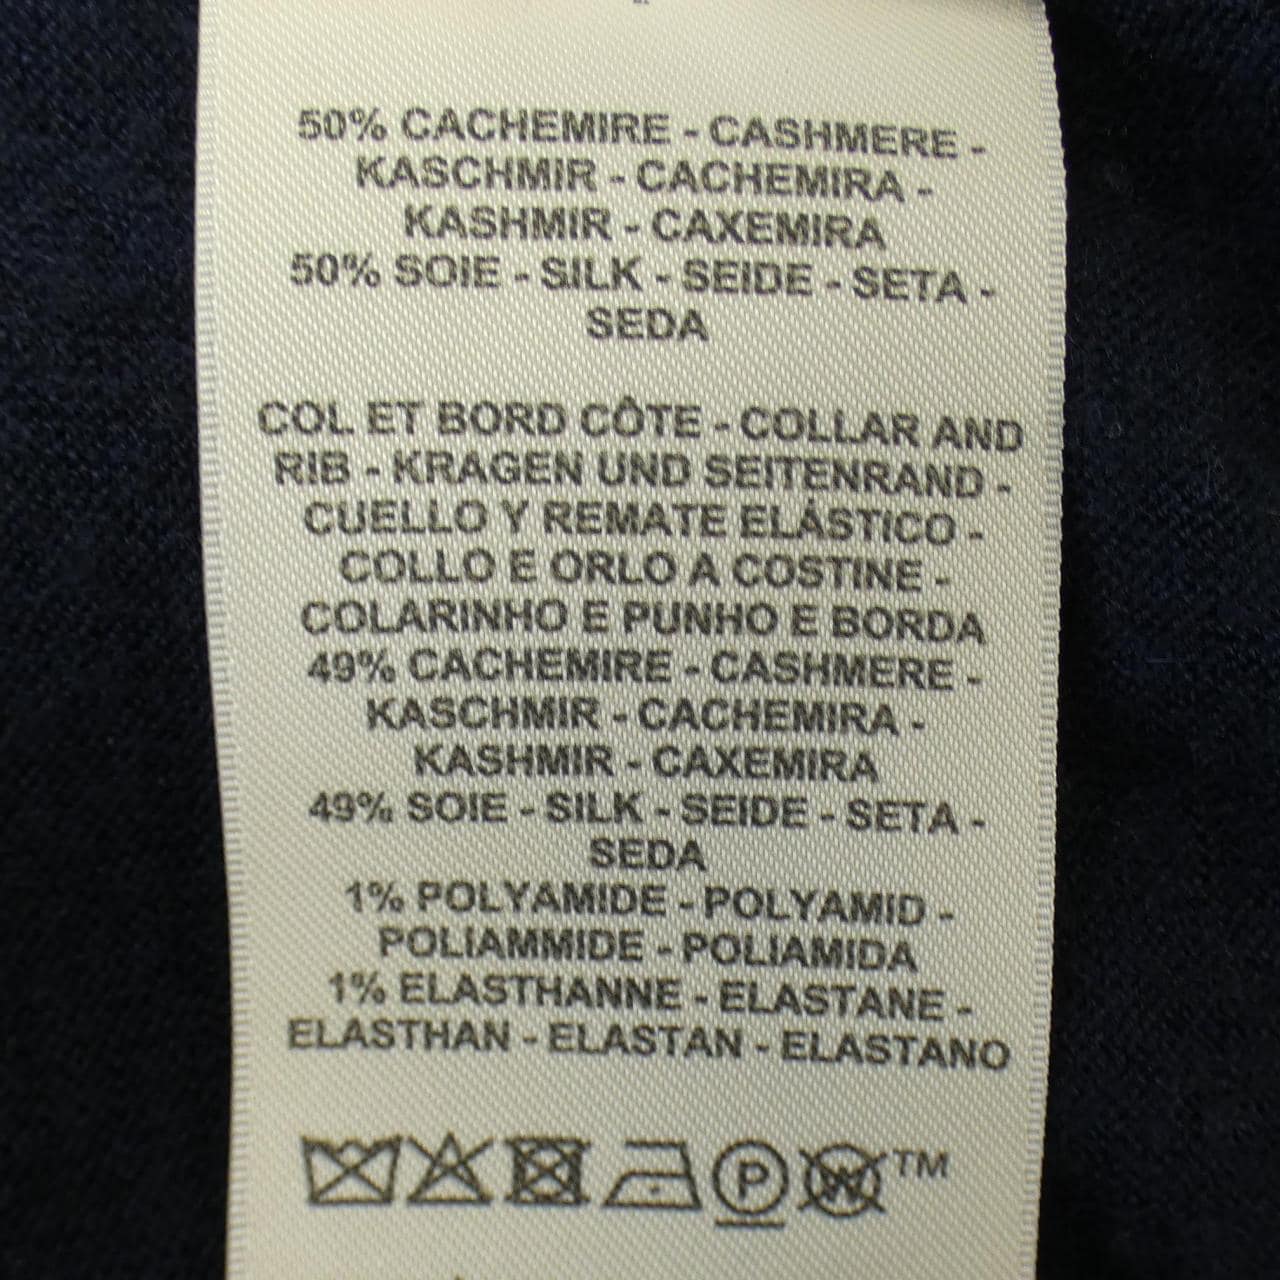 50% CACHEMIRE - CASHMERE -
KASCHMIR - CACHEMIRA -
KASHMIR - CAXEMIRA
50% SOIE - SILK - SEIDE - SETA -
SEDA
COL ET BORD CÔTE - COLLAR AND
RIB - KRAGEN UND SEITENRAND -
CUELLO Y REMATE ELÁSTICO -
COLLO E ORLO A COSTINE -
COLARINHO E PUNHO E BORDA
49% CACHEMIRE - CASHMERE -
KASCHMIR - CACHEMIRA -
KASHMIR - CAXEMIRA
49% SOIE - SILK - SEIDE - SETA -
SEDA
1% POLYAMIDE - POLYAMID -
POLIAMMIDE - POLIAMIDA
1% ELASTHANNE - ELASTANE -
ELASTHAN - ELASTAN - ELASTANO
P W TM